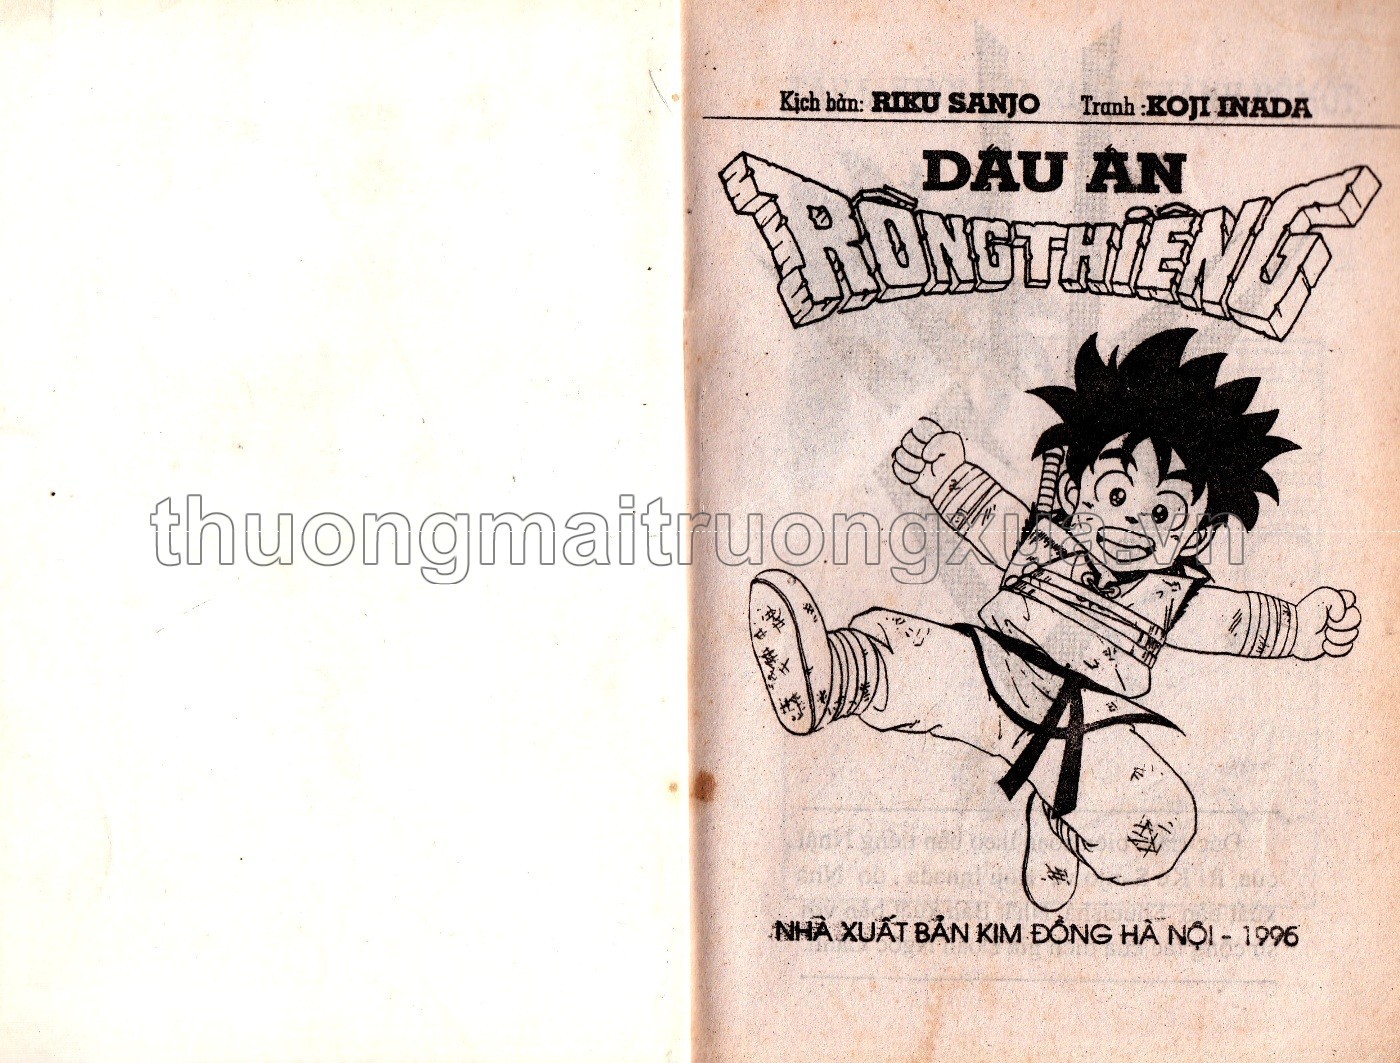 Kịch bản: RIKU SANJO Tranh : KOJI INADA
DẤU ẤN
RỒNG THIÊNG
thuongmaitruongxua.vn
NHÀ XUẤT BẢN KIM ĐỒNG HÀ NỘI - 1996